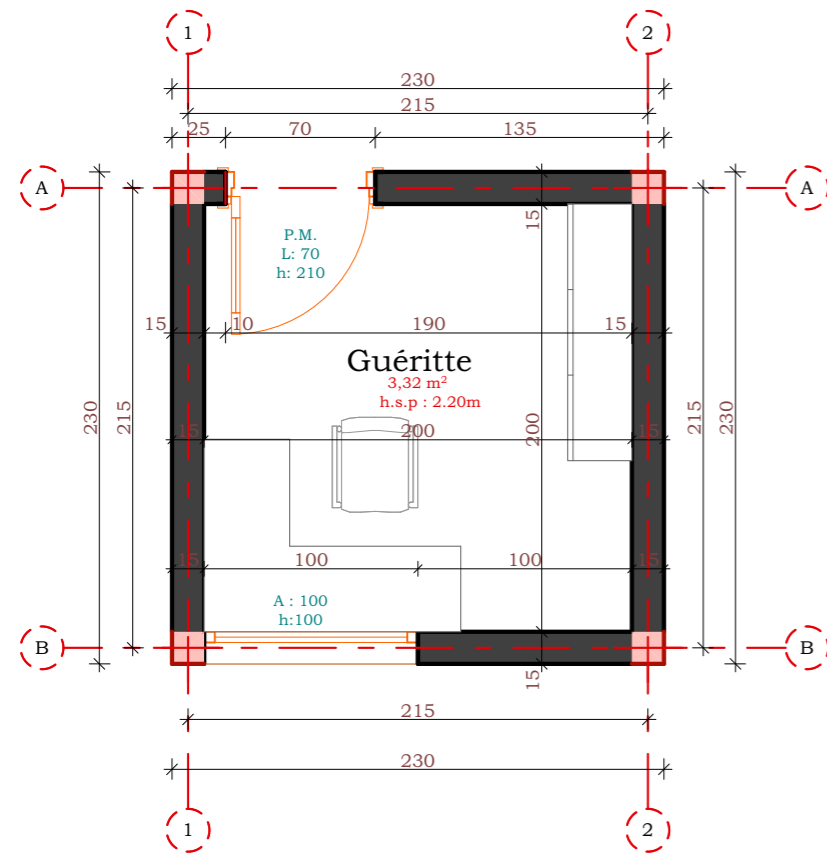 1 2
230
215
25 70 135
A A
15
P.M.
L: 70
h: 210
15 10 190 15
Guéritte
3,32 m²
h.s.p : 2.20m
230 215 215 230
15 200 200 15
15 100 100 15
A : 100
h:100
B B
15
215
230
1 2